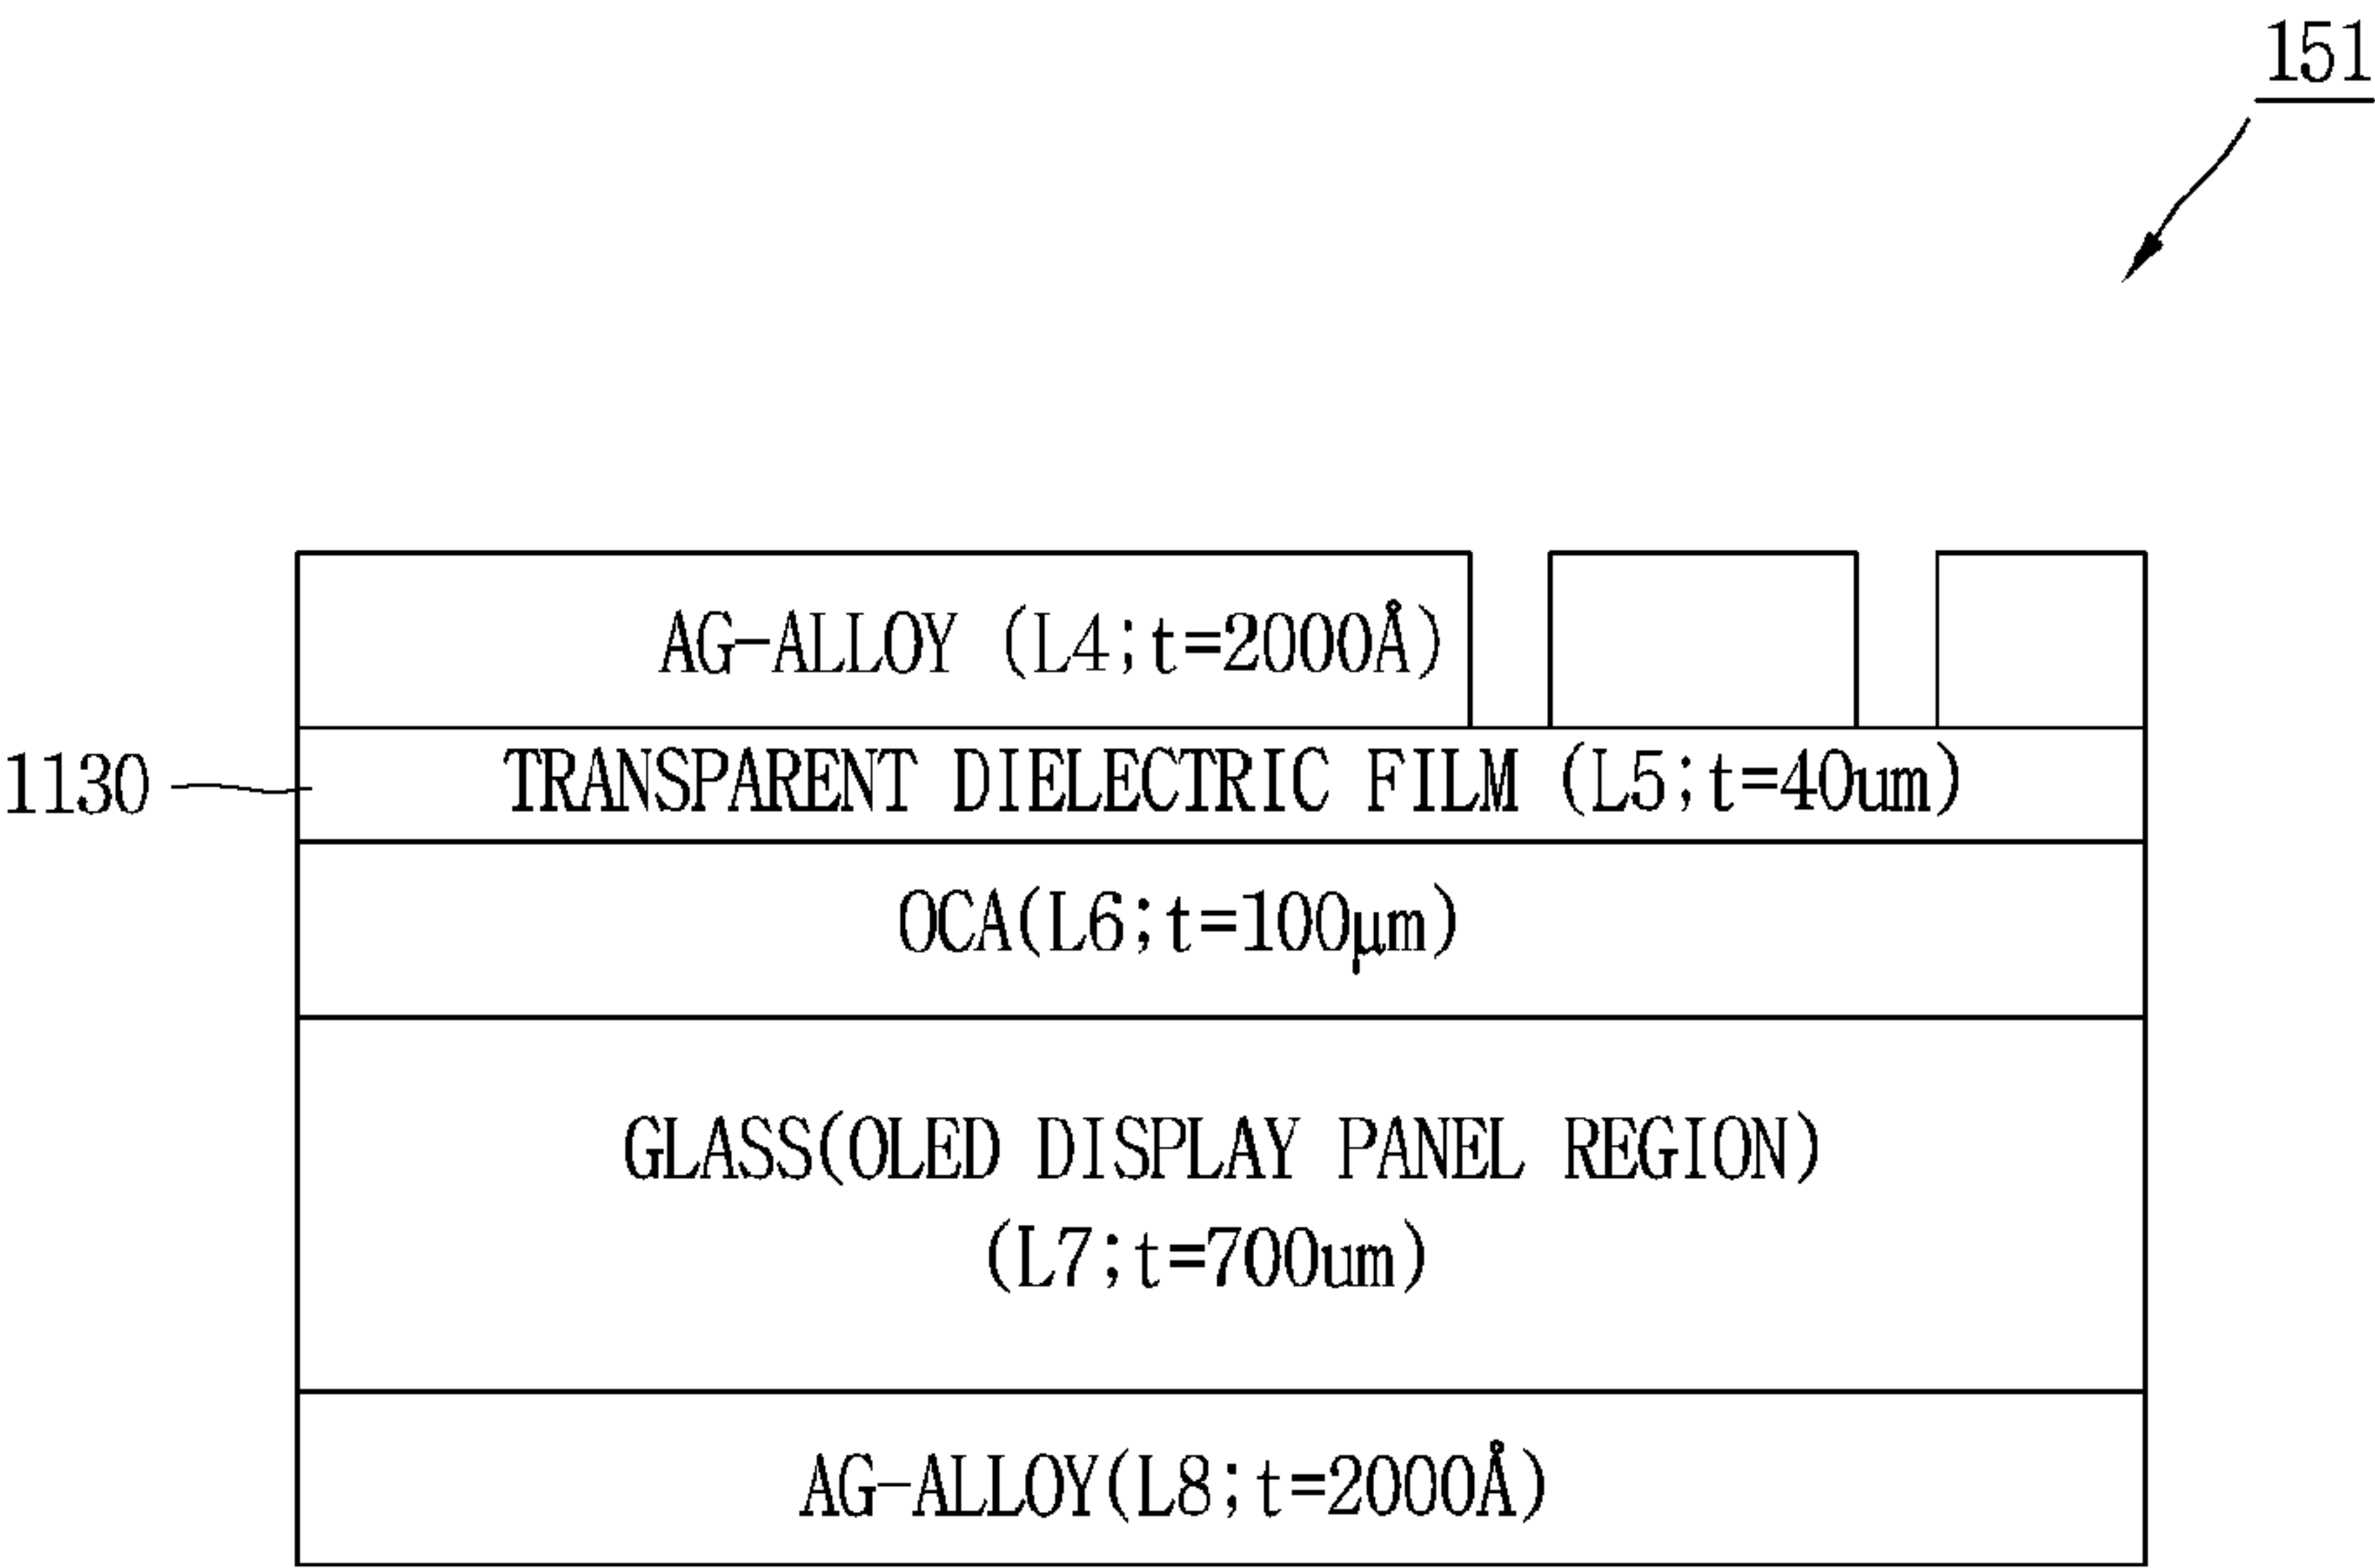 151
AG-ALLOY (L4;t=2000Å)
1130
TRANSPARENT DIELECTRIC FILM (L5;t=40um)
OCA(L6;t=100μm)
GLASS(OLED DISPLAY PANEL REGION)
(L7;t=700um)
AG-ALLOY(L8;t=2000Å)